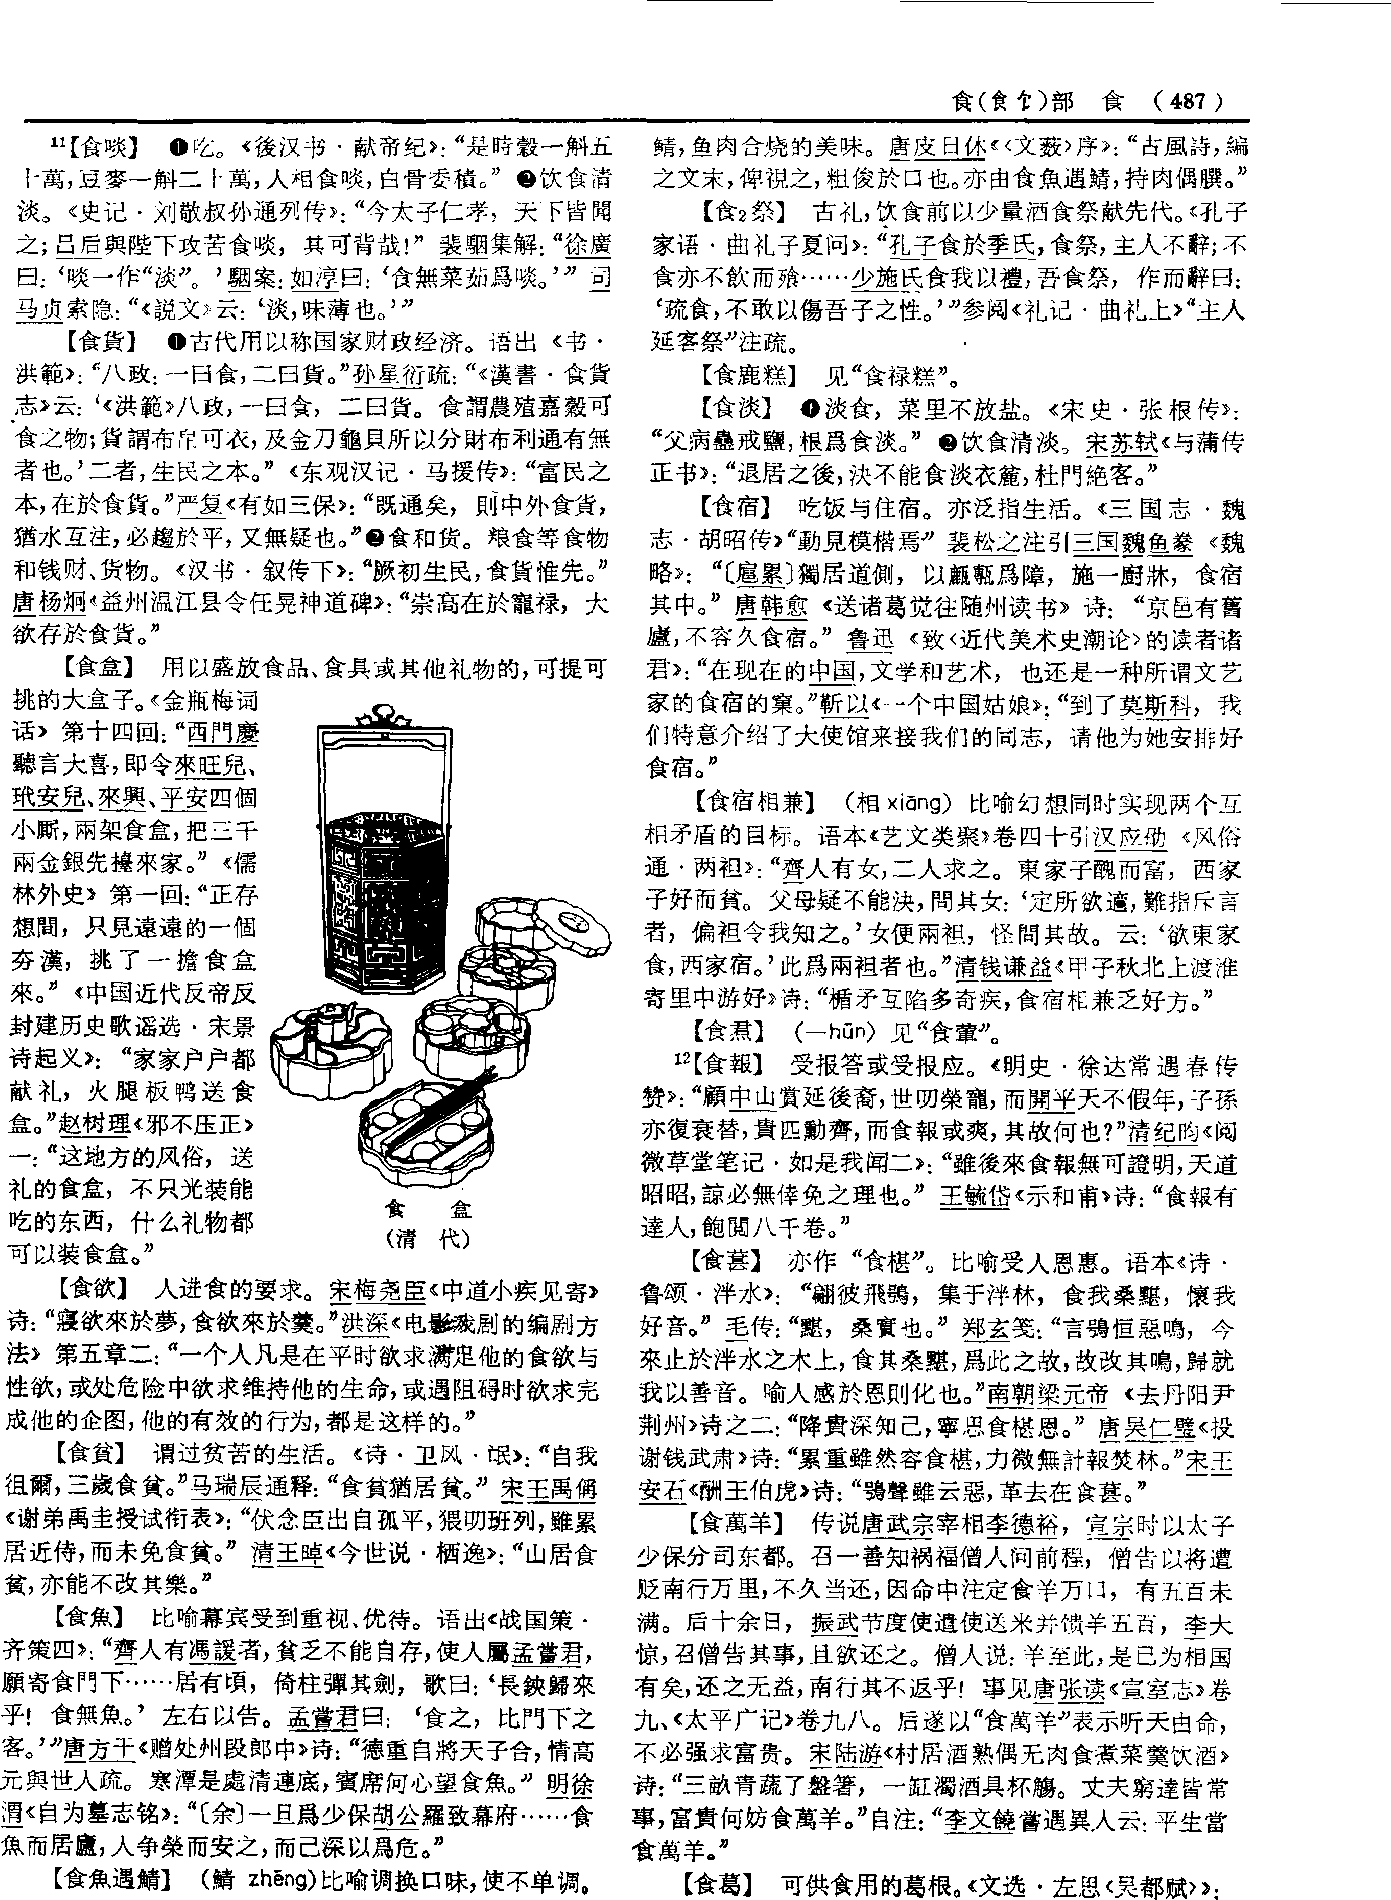 食(食飠)部　食　(487)
¹¹【食啖】　❶吃。《後汉书·献帝纪》：“是時穀一斛五
十萬，豆麥一斛二十萬，人相食啖，白骨委積。”❷饮食清
淡。《史记·刘敬叔孙通列传》：“今太子仁孝，天下皆聞
之；吕后與陛下攻苦食啖，其可背哉！”裴駰集解：“徐廣
曰：‘啖一作“淡”。’駰案：如淳曰：‘食無菜茹爲啖。’”司
马贞索隐：“《説文》云：‘淡，味薄也。’”
【食貨】　❶古代用以称国家财政经济。语出《书·
洪範》：“八政：一曰食，二曰貨。”孙星衍疏：“《漢書·食貨
志》云：‘《洪範》八政，一曰食，二曰貨。食謂農殖嘉穀可
食之物；貨謂布帛可衣，及金刀龜貝所以分財布利通有無
者也。’二者，生民之本。”《东观汉记·马援传》：“富民之
本，在於食貨。”严复《有如三保》：“既通矣，則中外食貨，
猶水互注，必趨於平，又無疑也。”❷食和货。粮食等食物
和钱财、货物。《汉书·叙传下》：“厥初生民，食貨惟先。”
唐杨炯《益州温江县令任晃神道碑》：“崇高在於寵禄，大
欲存於食貨。”
【食盒】　用以盛放食品、食具或其他礼物的，可提可
挑的大盒子。《金瓶梅词
话》第十四回：“西門慶
聽言大喜，即令來旺兒、
玳安兒、來興、平安四個
小厮，兩架食盒，把三千
兩金銀先擡來家。”《儒
林外史》第一回：“正存
想間，只見遠遠的一個
夯漢，挑了一擔食盒
來。”《中国近代反帝反
封建历史歌谣选·宋景
诗起义》：“家家户户都
献礼，火腿板鸭送食
盒。”赵树理《邪不压正》
一：“这地方的风俗，送
礼的食盒，不只光装能
吃的东西，什么礼物都
可以装食盒。”
食　盒
(清　代)
【食欲】　人进食的要求。宋梅尧臣《中道小疾见寄》
诗：“寢欲來於夢，食欲來於羹。”洪深《电影戏剧的编剧方
法》第五章二：“一个人凡是在平时欲求满足他的食欲与
性欲，或处危险中欲求维持他的生命，或遇阻碍时欲求完
成他的企图，他的有效的行为，都是这样的。”
【食貧】　谓过贫苦的生活。《诗·卫风·氓》：“自我
徂爾，三歲食貧。”马瑞辰通释：“食貧猶居貧。”宋王禹偁
《谢弟禹圭授试衔表》：“伏念臣出自孤平，猥叨班列，雖累
居近侍，而未免食貧。”清王晫《今世说·栖逸》：“山居食
貧，亦能不改其樂。”
【食魚】　比喻幕宾受到重视、优待。语出《战国策·
齐策四》：“齊人有馮諼者，貧乏不能自存，使人屬孟嘗君，
願寄食門下……居有頃，倚柱彈其劍，歌曰：‘長鋏歸來
乎！食無魚。’左右以告。孟嘗君曰：‘食之，比門下之
客。’”唐方干《赠处州段郎中》诗：“德重自將天子合，情高
元與世人疏。寒潭是處清連底，賓席何心望食魚。”明徐
渭《自为墓志铭》：“〔余〕一旦爲少保胡公羅致幕府……食
魚而居廬，人争榮而安之，而己深以爲危。”
【食魚遇鯖】　(鯖 zhēng)比喻调换口味，使不单调。
鲭，鱼肉合烧的美味。唐皮日休《〈文薮〉序》：“古風詩，編
之文末，俾視之，粗俊於口也。亦由食魚遇鯖，持肉偶膹。”
【食₂祭】　古礼，饮食前以少量酒食祭献先代。《孔子
家语·曲礼子夏问》：“孔子食於季氏，食祭，主人不辭；不
食亦不飲而飱……少施氏食我以禮，吾食祭，作而辭曰：
‘疏食，不敢以傷吾子之性。’”参阅《礼记·曲礼上》“主人
延客祭”注疏。
【食鹿糕】　见“食禄糕”。
【食淡】　❶淡食，菜里不放盐。《宋史·张根传》：
“父病蠱戒鹽，根爲食淡。”❷饮食清淡。宋苏轼《与蒲传
正书》：“退居之後，決不能食淡衣麄，杜門絶客。”
【食宿】　吃饭与住宿。亦泛指生活。《三国志·魏
志·胡昭传》“動見模楷焉”裴松之注引三国魏鱼豢《魏
略》：“〔扈累〕獨居道側，以㼾甎爲障，施一廚牀，食宿
其中。”唐韩愈《送诸葛觉往随州读书》诗：“京邑有舊
廬，不容久食宿。”鲁迅《致〈近代美术史潮论〉的读者诸
君》：“在现在的中国，文学和艺术，也还是一种所谓文艺
家的食宿的窠。”靳以《一个中国姑娘》：“到了莫斯科，我
们特意介绍了大使馆来接我们的同志，请他为她安排好
食宿。”
【食宿相兼】　(相 xiāng)比喻幻想同时实现两个互
相矛盾的目标。语本《艺文类聚》卷四十引汉应劭《风俗
通·两袒》：“齊人有女，二人求之。東家子醜而富，西家
子好而貧。父母疑不能決，問其女：‘定所欲適，難指斥言
者，偏袒令我知之。’女便兩袒，怪問其故。云：‘欲東家
食，西家宿。’此爲兩袒者也。”清钱谦益《甲子秋北上渡淮
寄里中游好》诗：“楯矛互陷多奇疾，食宿相兼乏好方。”
【食焄】　(—hūn)见“食葷”。
¹²【食報】　受报答或受报应。《明史·徐达常遇春传
赞》：“顧中山賞延後裔，世叨榮寵，而開平天不假年，子孫
亦復衰替，貴匹勳齊，而食報或爽，其故何也？”清纪昀《阅
微草堂笔记·如是我闻二》：“雖後來食報無可證明，天道
昭昭，諒必無倖免之理也。”王毓岱《示和甫》诗：“食報有
達人，飽閲八千卷。”
【食葚】　亦作“食椹”。比喻受人恩惠。语本《诗·
鲁颂·泮水》：“翩彼飛鴞，集于泮林，食我桑黮，懷我
好音。”毛传：“黮，桑實也。”郑玄笺：“言鴞恒惡鳴，今
來止於泮水之木上，食其桑黮，爲此之故，故改其鳴，歸就
我以善音。喻人感於恩則化也。”南朝梁元帝《去丹阳尹
荆州》诗之二：“降貴深知己，寧思食椹恩。”唐吴仁璧《投
谢钱武肃》诗：“累重雖然容食椹，力微無計報焚林。”宋王
安石《酬王伯虎》诗：“鴞聲雖云惡，革去在食葚。”
【食萬羊】　传说唐武宗宰相李德裕，宣宗时以太子
少保分司东都。召一善知祸福僧人问前程，僧告以将遭
贬南行万里，不久当还，因命中注定食羊万口，有五百未
满。后十余日，振武节度使遣使送米并馈羊五百，李大
惊，召僧告其事，且欲还之。僧人说：羊至此，是已为相国
有矣，还之无益，南行其不返乎！事见唐张读《宣室志》卷
九、《太平广记》卷九八。后遂以“食萬羊”表示听天由命，
不必强求富贵。宋陆游《村居酒熟偶无肉食煮菜羹饮酒》
诗：“三畝青蔬了盤箸，一缸濁酒具杯觴。丈夫窮達皆常
事，富貴何妨食萬羊。”自注：“李文饒嘗遇異人云：平生當
食萬羊。”
【食葛】　可供食用的葛根。《文选·左思〈吴都赋〉》：